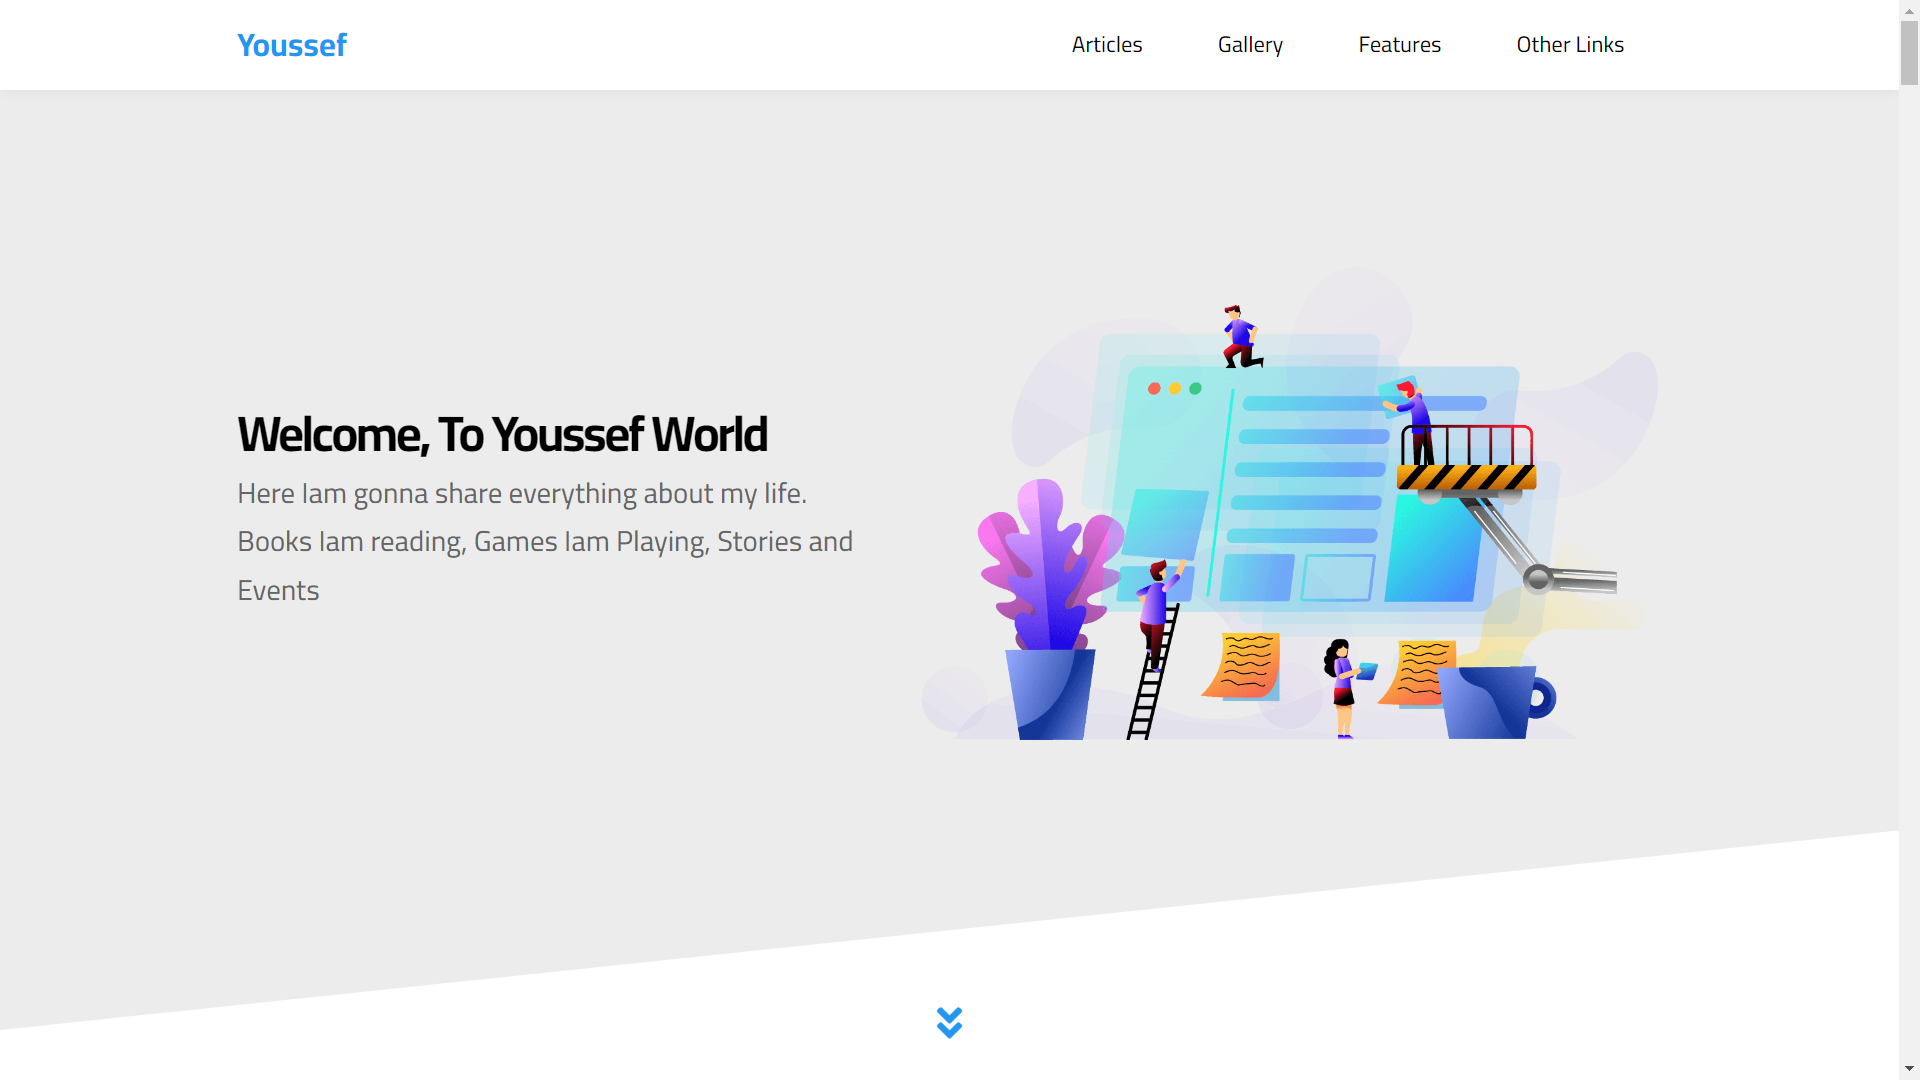 Youssef
Articles
Gallery
Features
Other Links
Welcome, To Youssef World
Here Iam gonna share everything about my life.
Books Iam reading, Games Iam Playing, Stories and
Events